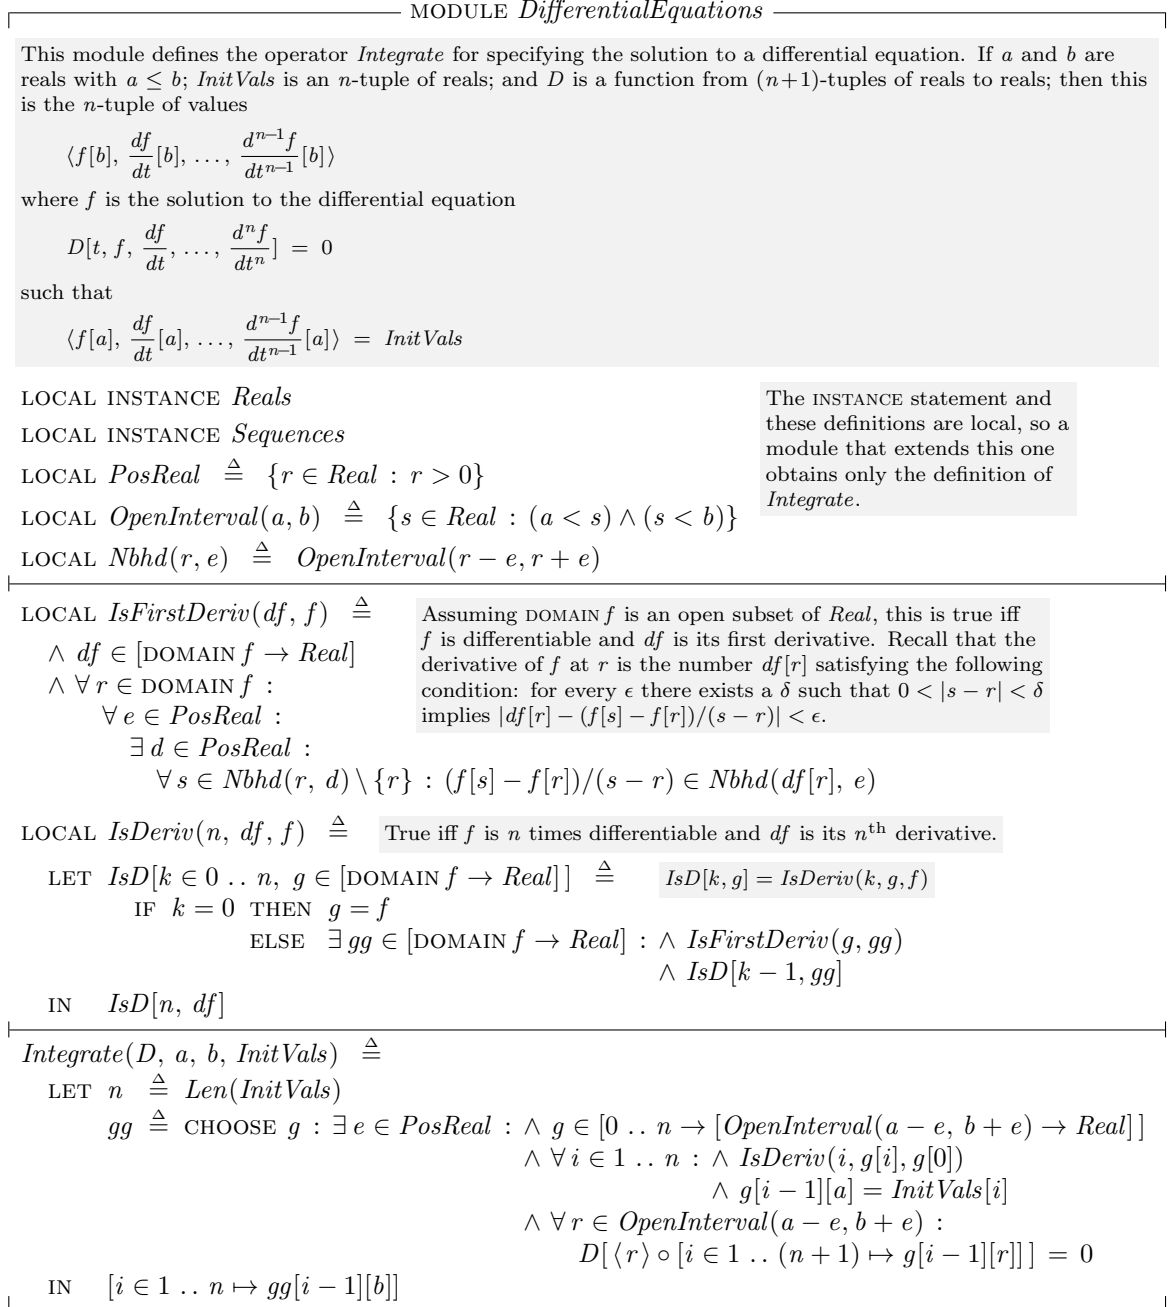 MODULE DifferentialEquations
This module defines the operator Integrate for specifying the solution to a differential equation. If a and b are
reals with a ≤ b; InitVals is an n-tuple of reals; and D is a function from (n+1)-tuples of reals to reals; then this
is the n-tuple of values
⟨f[b], df/dt[b], …, dⁿ⁻¹f/dtⁿ⁻¹[b]⟩
where f is the solution to the differential equation
D[t, f, df/dt, …, dⁿf/dtⁿ] = 0
such that
⟨f[a], df/dt[a], …, dⁿ⁻¹f/dtⁿ⁻¹[a]⟩ = InitVals
LOCAL INSTANCE Reals
LOCAL INSTANCE Sequences
LOCAL PosReal ≜ {r ∈ Real : r > 0}
LOCAL OpenInterval(a, b) ≜ {s ∈ Real : (a < s) ∧ (s < b)}
LOCAL Nbhd(r, e) ≜ OpenInterval(r − e, r + e)
The INSTANCE statement and
these definitions are local, so a
module that extends this one
obtains only the definition of
Integrate.
LOCAL IsFirstDeriv(df, f) ≜
Assuming DOMAIN f is an open subset of Real, this is true iff
f is differentiable and df is its first derivative. Recall that the
derivative of f at r is the number df[r] satisfying the following
condition: for every ϵ there exists a δ such that 0 < |s − r| < δ
implies |df[r] − (f[s] − f[r])/(s − r)| < ϵ.
∧ df ∈ [DOMAIN f → Real]
∧ ∀ r ∈ DOMAIN f :
∀ e ∈ PosReal :
∃ d ∈ PosReal :
∀ s ∈ Nbhd(r, d) \ {r} : (f[s] − f[r])/(s − r) ∈ Nbhd(df[r], e)
LOCAL IsDeriv(n, df, f) ≜ True iff f is n times differentiable and df is its nᵗʰ derivative.
LET IsD[k ∈ 0 .. n, g ∈ [DOMAIN f → Real]] ≜ IsD[k, g] = IsDeriv(k, g, f)
IF k = 0 THEN g = f
ELSE ∃ gg ∈ [DOMAIN f → Real] : ∧ IsFirstDeriv(g, gg)
∧ IsD[k − 1, gg]
IN IsD[n, df]
Integrate(D, a, b, InitVals) ≜
LET n ≜ Len(InitVals)
gg ≜ CHOOSE g : ∃ e ∈ PosReal : ∧ g ∈ [0 .. n → [OpenInterval(a − e, b + e) → Real]]
∧ ∀ i ∈ 1 .. n : ∧ IsDeriv(i, g[i], g[0])
∧ g[i − 1][a] = InitVals[i]
∧ ∀ r ∈ OpenInterval(a − e, b + e) :
D[⟨r⟩ ∘ [i ∈ 1 .. (n + 1) ↦ g[i − 1][r]]] = 0
IN [i ∈ 1 .. n ↦ gg[i − 1][b]]